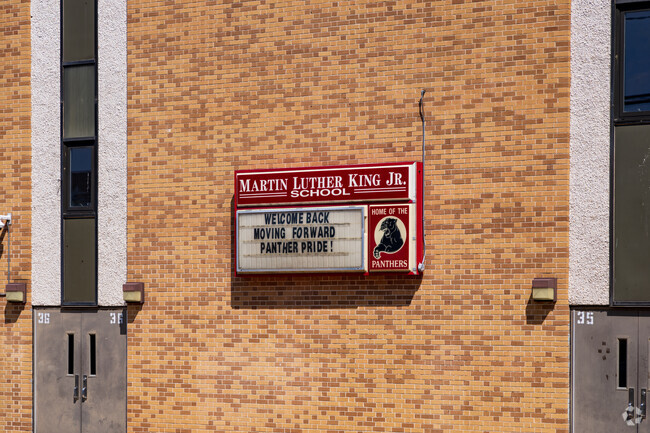 MARTIN LUTHER KING JR.
SCHOOL
WELCOME BACK
MOVING FORWARD
PANTHER PRIDE!
HOME OF THE
PANTHERS
36 36
35